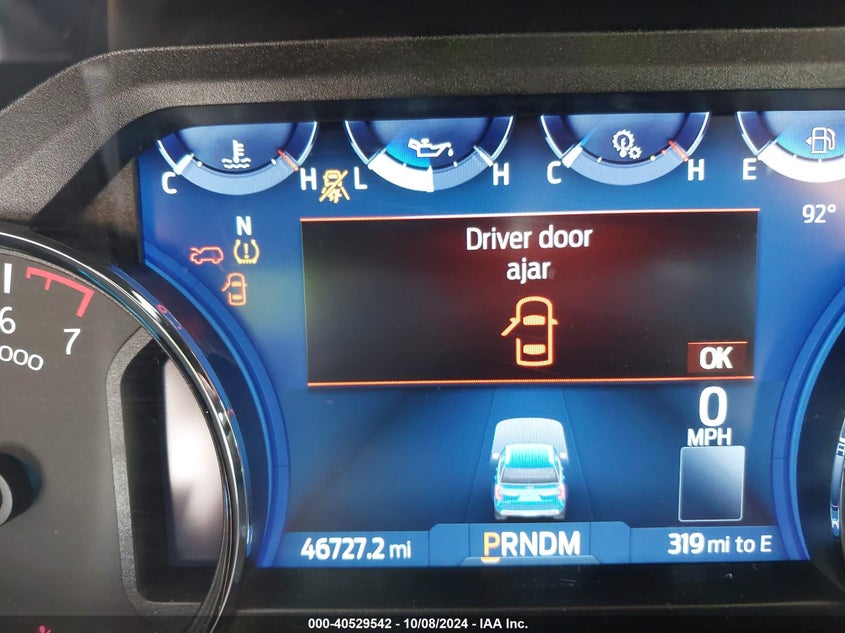 C H L H C H E
92°
N
Driver door
ajar
OK
6
7
000
0
MPH
46727.2 mi
PRNDM
319 mi to E
000-40529542 - 10/08/2024 - IAA Inc.